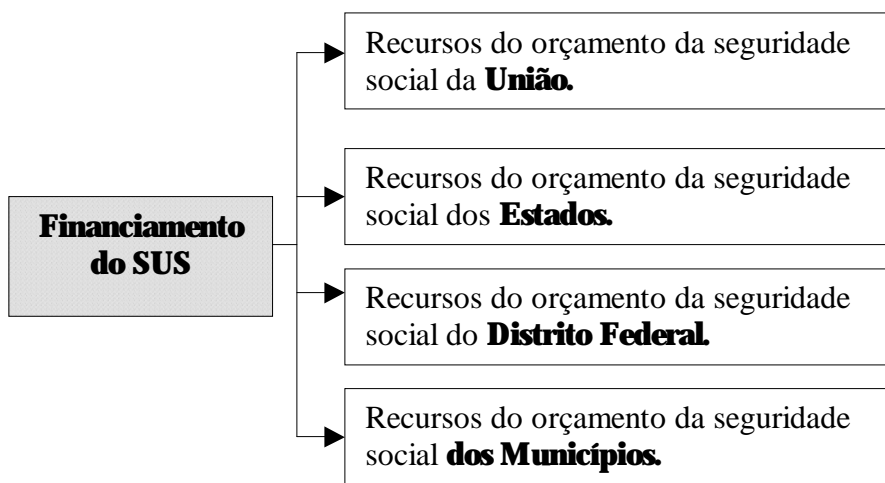 Recursos do orçamento da seguridade
social da União.
Recursos do orçamento da seguridade
social dos Estados.
Financiamento
do SUS
Recursos do orçamento da seguridade
social do Distrito Federal.
Recursos do orçamento da seguridade
social dos Municípios.